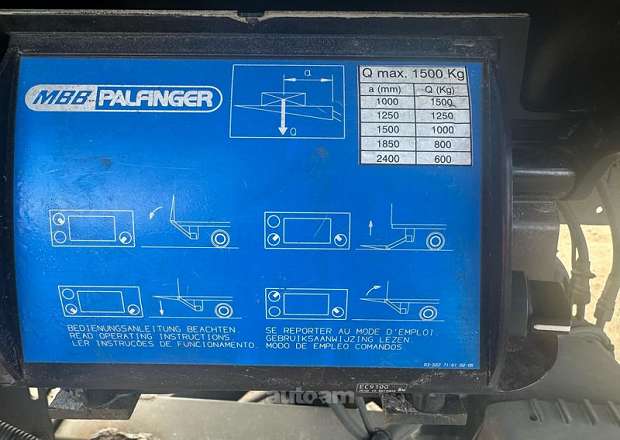 MBB PALFINGER
a
Q
Q max. 1500 Kg
a (mm) Q (Kg)
1000 1500
1250 1250
1500 1000
1850 800
2400 600
BEDIENUNGSANLEITUNG BEACHTEN
READ OPERATING INSTRUCTIONS
LER INSTRUÇÕES DE FUNCIONAMENTO
SE REPORTER AU MODE D'EMPLOI
GEBRUIKSAANWIJZING LEZEN
MODO DE EMPLEO COMANDOS
autoam